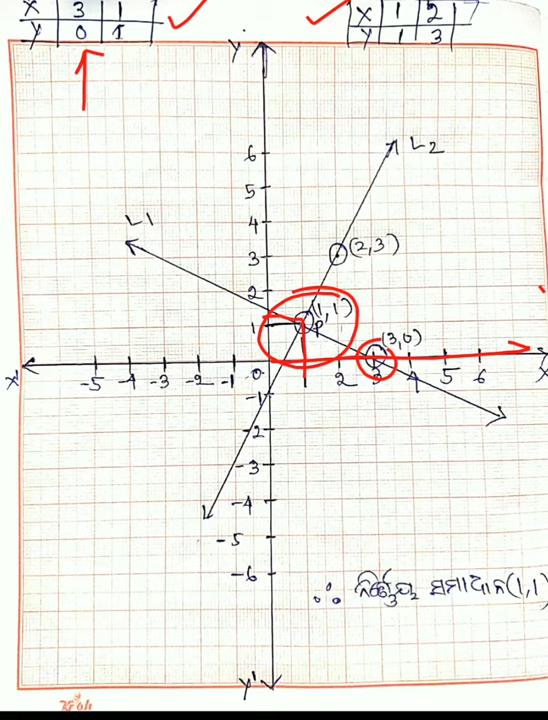 X 3 1
Y 0 1
X 1 2
Y 1 3
Y
L2
6
5
L1
4
3 (2,3)
2
1 (1,1)
P
(3,0)
X' -5 -4 -3 -2 -1 0 2 3 4 5 6 X
-1
-2
-3
-4
-5
-6
∴ ନିର୍ଣ୍ଣେୟ ସମାଧାନ (1,1)
Y'